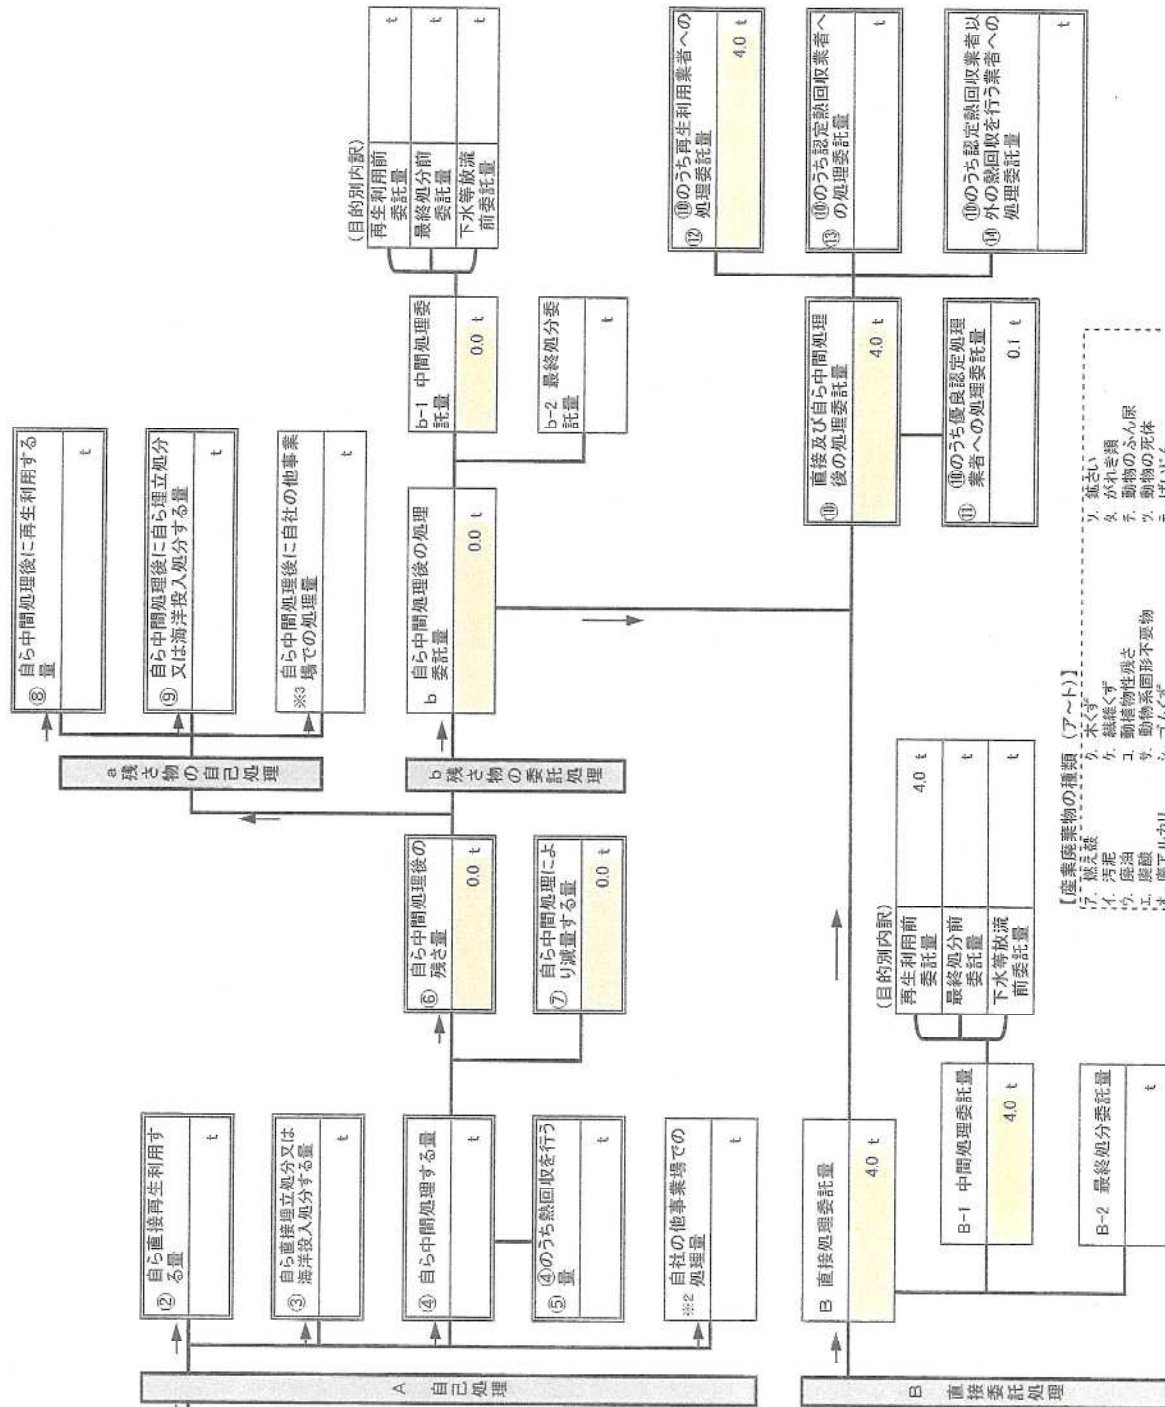 A 自己処理
② 自ら直接再生利用す
る量
t
③ 自ら直接埋立処分又は
海洋投入処分する量
t
④ 自ら中間処理する量
t
⑤ ④のうち熱回収を行う
量
t
※2 自社の他事業場での
処理量
t
⑥ 自ら中間処理後の
残さ量
0.0 t
⑦ 自ら中間処理によ
り減量する量
0.0 t
a 残さ物の自己処理
⑧ 自ら中間処理後に再生利用する
量
t
⑨ 自ら中間処理後に自ら埋立処分
又は海洋投入処分する量
t
※3 自ら中間処理後に自社の他事業
場での処理量
t
b 残さ物の委託処理
b 自ら中間処理後の処理
委託量
0.0 t
b-1 中間処理委
託量
0.0 t
b-2 最終処分委
託量
t
(目的別内訳)
再生利用前
委託量
t
最終処分前
委託量
t
下水等放流
前委託量
t
B 直接委託処理
B 直接処理委託量
4.0 t
B-1 中間処理委託量
4.0 t
B-2 最終処分委託量
t
(目的別内訳)
再生利用前
委託量
4.0 t
最終処分前
委託量
t
下水等放流
前委託量
t
⑩ 直接及び自ら中間処理
後の処理委託量
4.0 t
⑪ ⑩のうち優良認定処理
業者への処理委託量
0.1 t
⑫ ⑩のうち再生利用業者への
処理委託量
4.0 t
⑬ ⑩のうち認定熱回収業者へ
の処理委託量
t
⑭ ⑩のうち認定熱回収業者以
外の熱回収を行う業者への
処理委託量
t
【産業廃棄物の種類(ア~ト)】
ア. 燃え殻
イ. 汚泥
ウ. 廃油
エ. 廃酸
オ. 廃アルカリ
ク. 木くず
ケ. 繊維くず
コ. 動植物性残さ
サ. 動物系固形不要物
シ. ゴムくず
ソ. 鉱さい
タ. がれき類
チ. 動物のふん尿
ツ. 動物の死体
テ. ばいじん